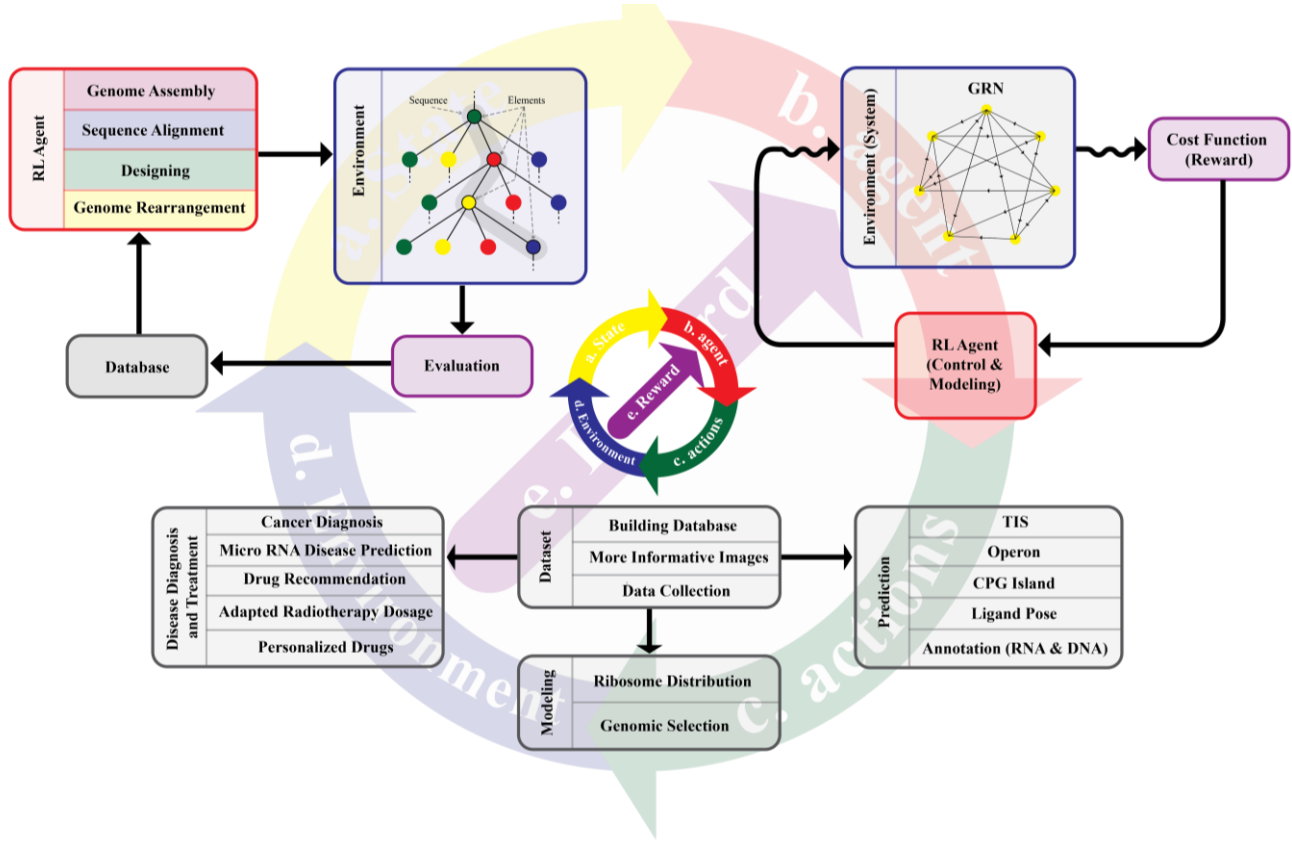 RL Agent
Genome Assembly
Sequence Alignment
Designing
Genome Rearrangement
Environment
Sequence
Elements
Database
Evaluation
Environment (System)
GRN
Cost Function
(Reward)
RL Agent
(Control &
Modeling)
a. State
b. agent
c. actions
d. Environment
e. Reward
a. State
b. agent
c. actions
d. Environment
e. Reward
Disease Diagnosis
and Treatment
Cancer Diagnosis
Micro RNA Disease Prediction
Drug Recommendation
Adapted Radiotherapy Dosage
Personalized Drugs
Dataset
Building Database
More Informative Images
Data Collection
Modeling
Ribosome Distribution
Genomic Selection
Prediction
TIS
Operon
CPG Island
Ligand Pose
Annotation (RNA & DNA)